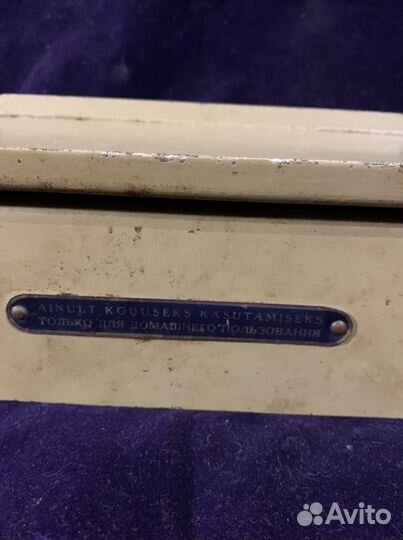 AINULT KODUSEKS KASUTAMISEKS
ТОЛЬКО ДЛЯ ДОМАШНЕГО ПОЛЬЗОВАНИЯ
Avito